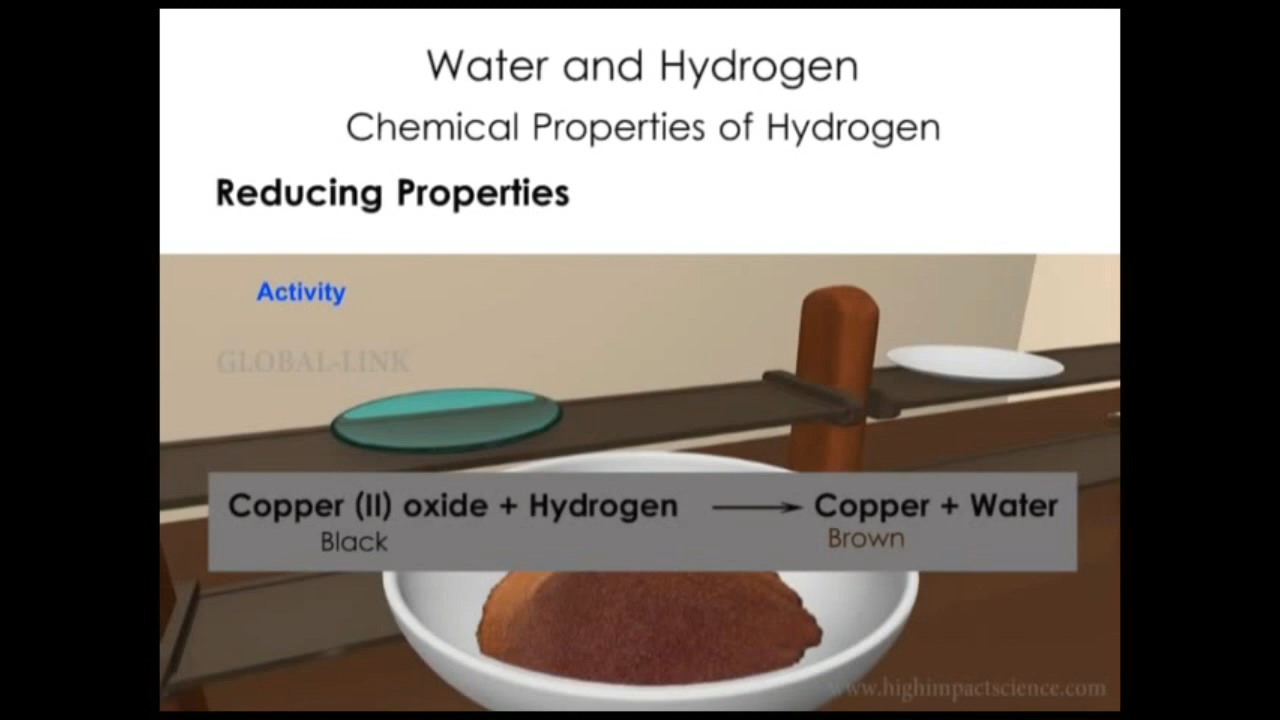 Water and Hydrogen
Chemical Properties of Hydrogen
Reducing Properties
Activity
GLOBAL-LINK
Copper (II) oxide + Hydrogen ⟶ Copper + Water
Black Brown
www.highimpactscience.com